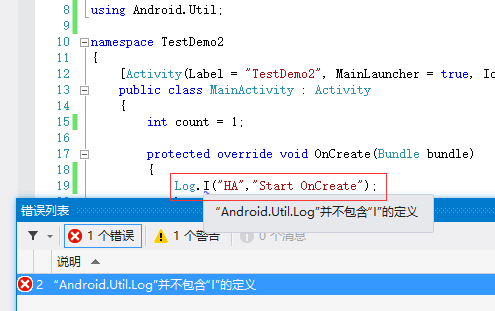 8 using Android.Util;
9
10 namespace TestDemo2
11 {
12 [Activity(Label = "TestDemo2", MainLauncher = true, Ic
13 public class MainActivity : Activity
14 {
15 int count = 1;
16
17 protected override void OnCreate(Bundle bundle)
18 {
19 Log.I("HA","Start OnCreate");
“Android.Util.Log”并不包含“I”的定义
错误列表
1 个错误 1 个警告 0 个消息
说明
2 “Android.Util.Log”并不包含“I”的定义